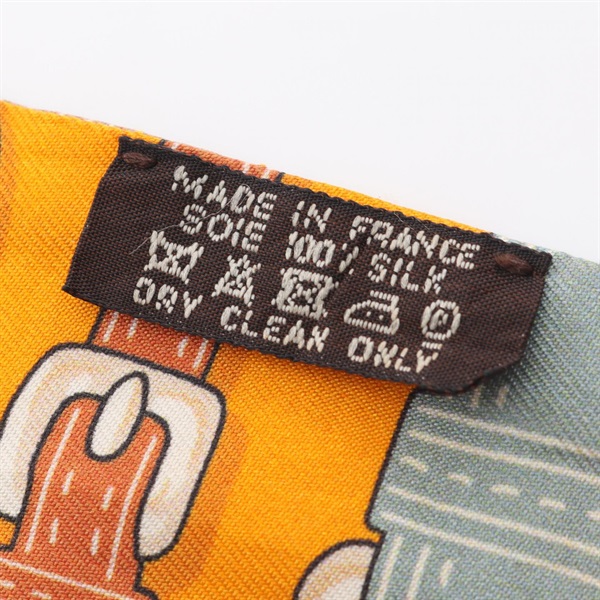 MADE IN FRANCE
SOIE 100% SILK
DRY CLEAN ONLY